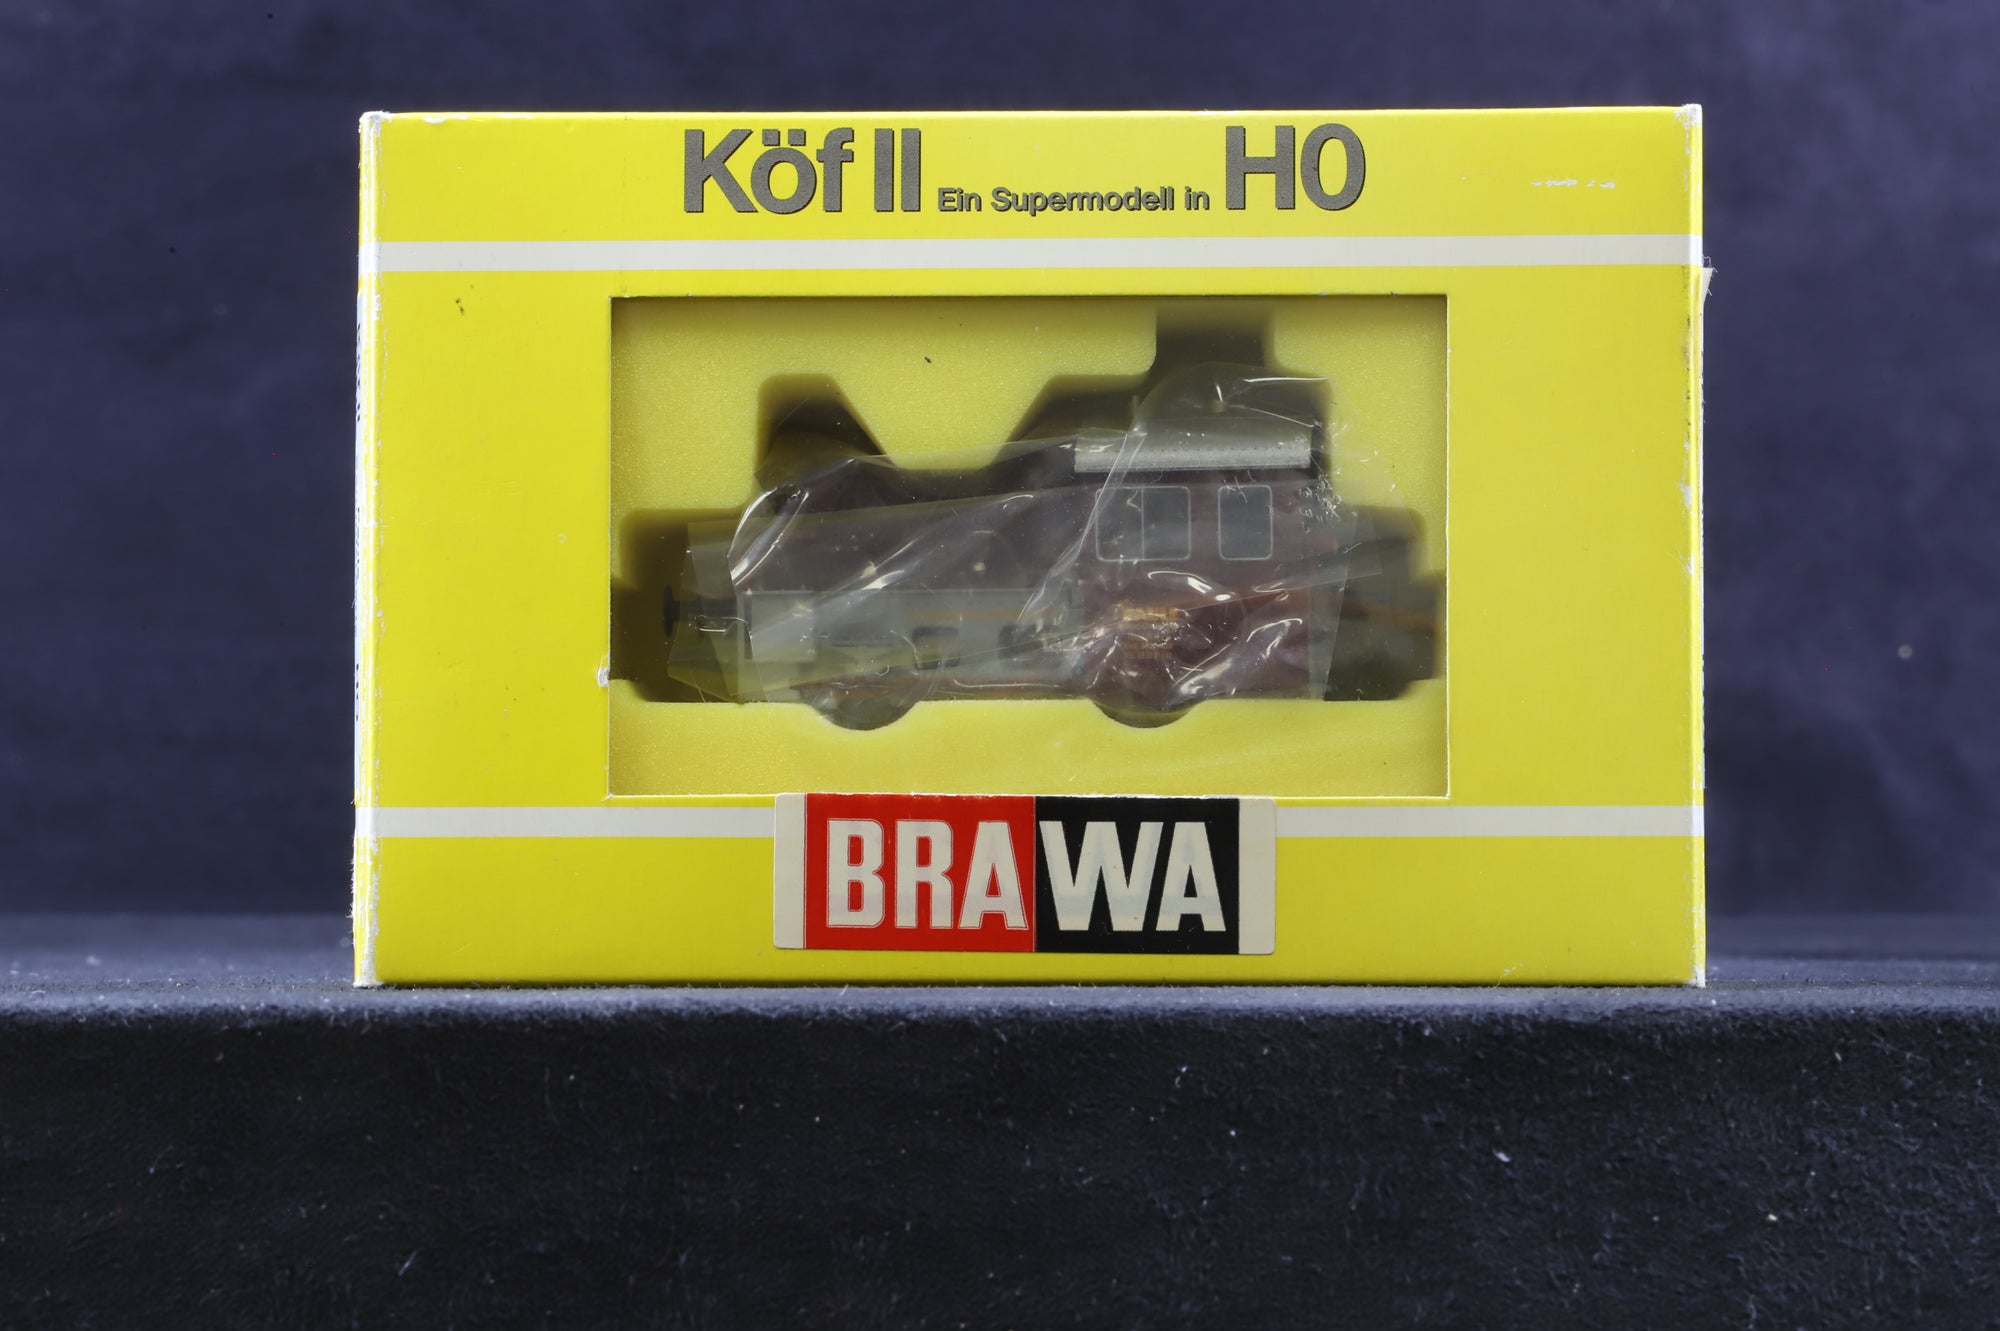 Köf II Ein Supermodell in H0
BRAWA